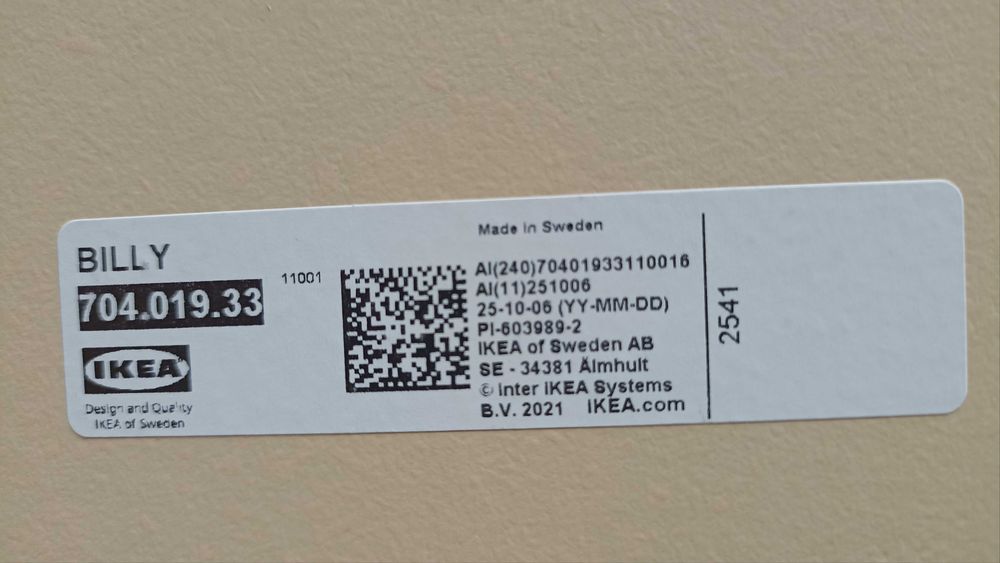 BILLY
704.019.33
IKEA
Design and Quality
IKEA of Sweden
11001
Made in Sweden
AI(240)70401933110016
AI(11)251006
25-10-06 (YY-MM-DD)
PI-603989-2
IKEA of Sweden AB
SE - 34381 Älmhult
© Inter IKEA Systems
B.V. 2021 IKEA.com
2541